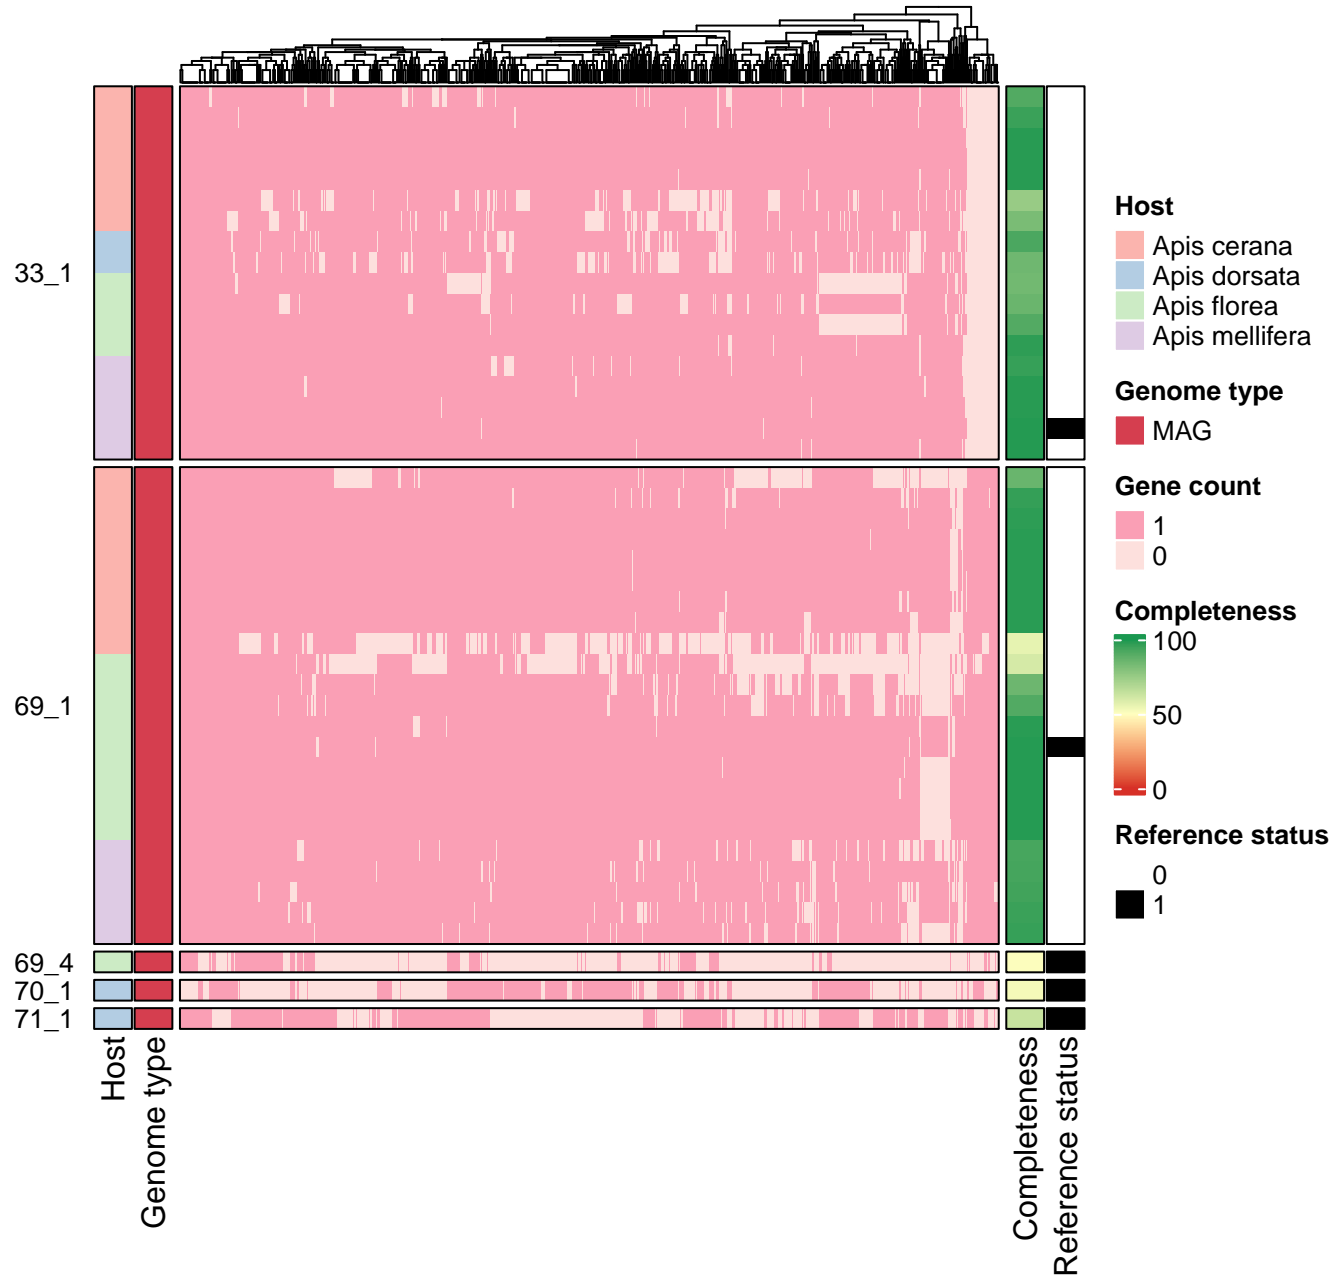 33_1
69_1
69_4
70_1
71_1
Host
Genome type
Completeness
Reference status
Host
Apis cerana
Apis dorsata
Apis florea
Apis mellifera
Genome type
MAG
Gene count
1
0
Completeness
100
50
0
Reference status
0
1